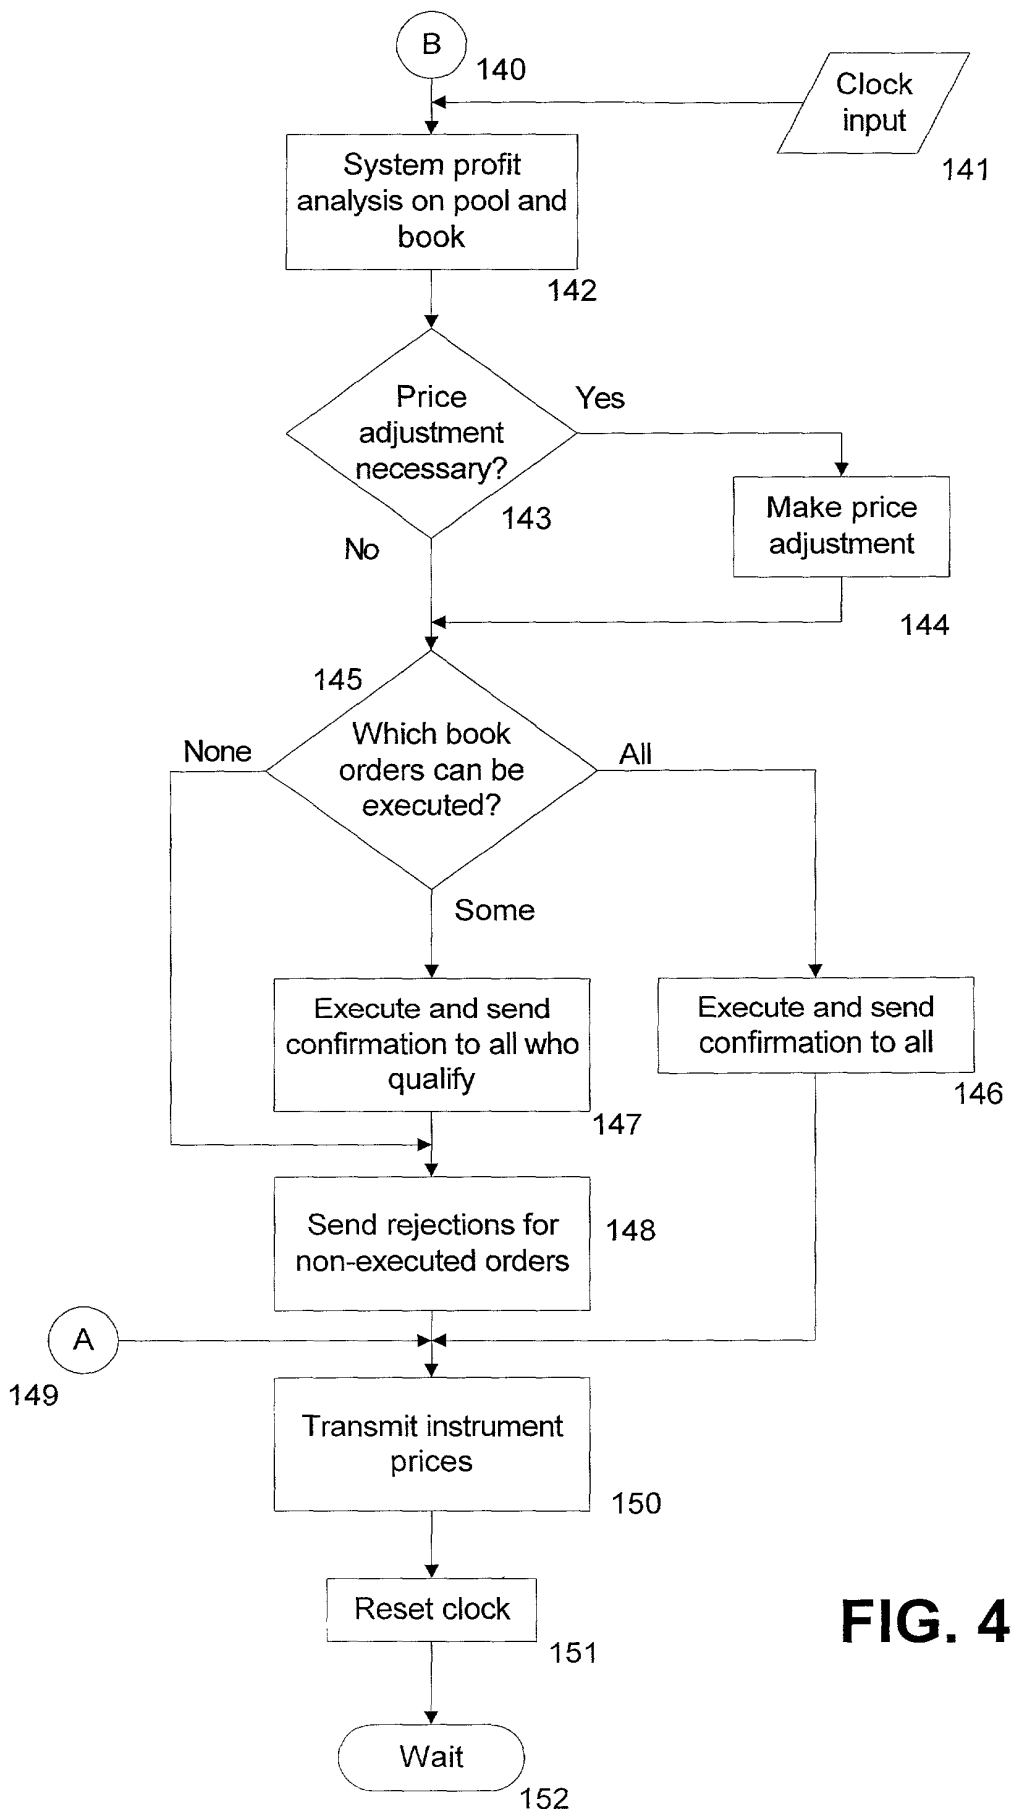 B
140
Clock
input
141
System profit
analysis on pool and
book
142
Price
adjustment
necessary?
Yes
143
No
Make price
adjustment
144
145
Which book
orders can be
executed?
None
All
Some
Execute and send
confirmation to all who
qualify
147
Execute and send
confirmation to all
146
Send rejections for
non-executed orders
148
A
149
Transmit instrument
prices
150
Reset clock
151
FIG. 4
Wait
152